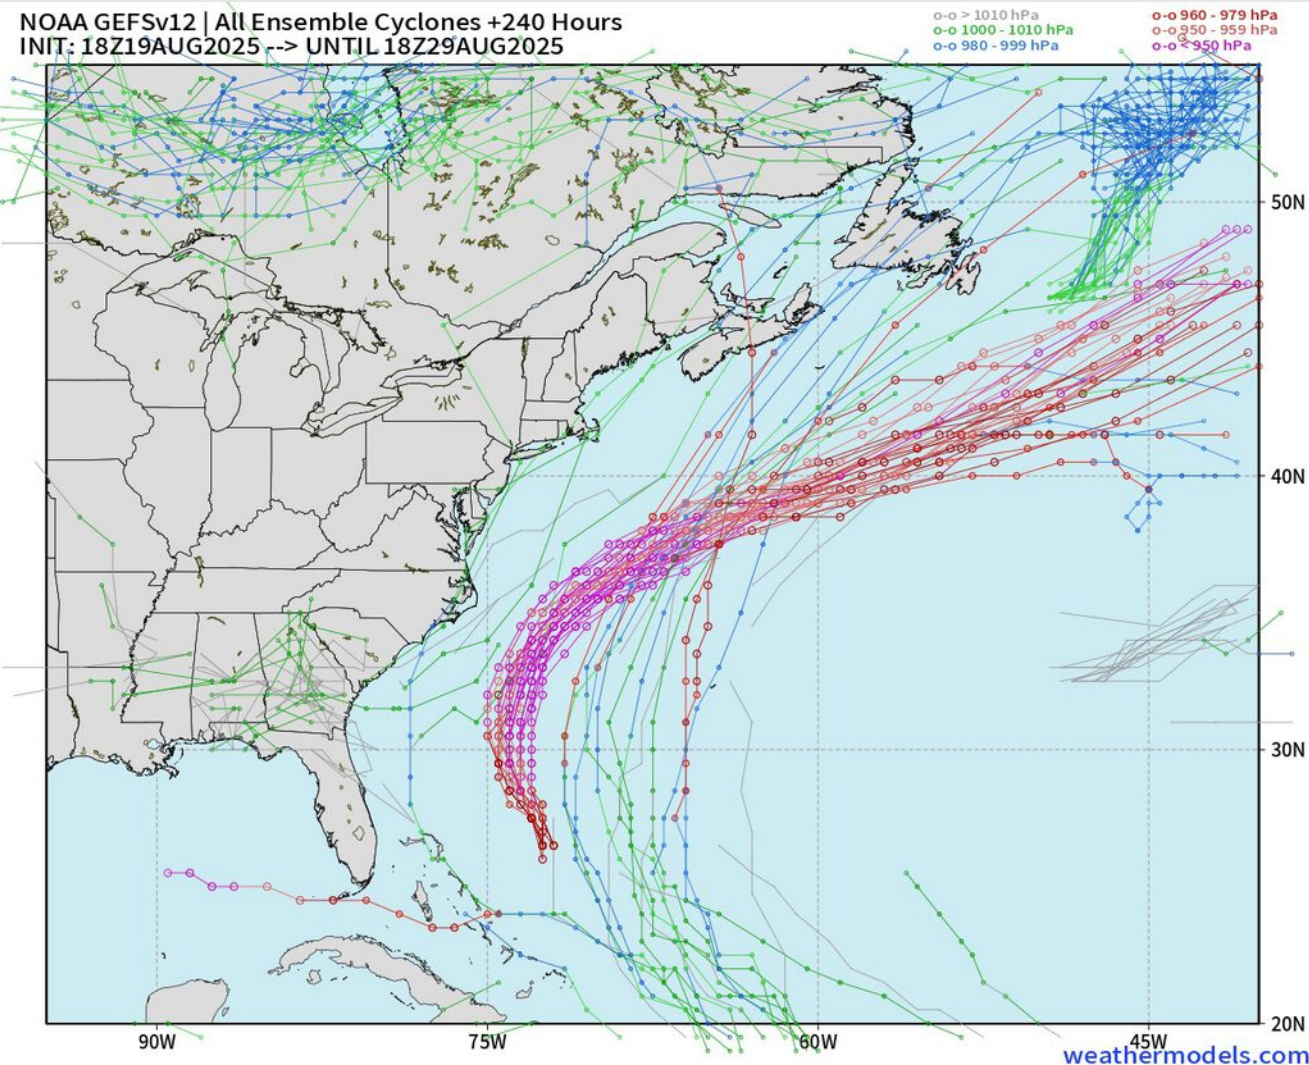 NOAA GEFSv12 | All Ensemble Cyclones +240 Hours
INIT: 18Z19AUG2025 --> UNTIL 18Z29AUG2025
o-o > 1010 hPa
o-o 1000 - 1010 hPa
o-o 980 - 999 hPa
o-o 960 - 979 hPa
o-o 950 - 959 hPa
o-o < 950 hPa
50N
40N
30N
20N
90W
75W
60W
45W
weathermodels.com